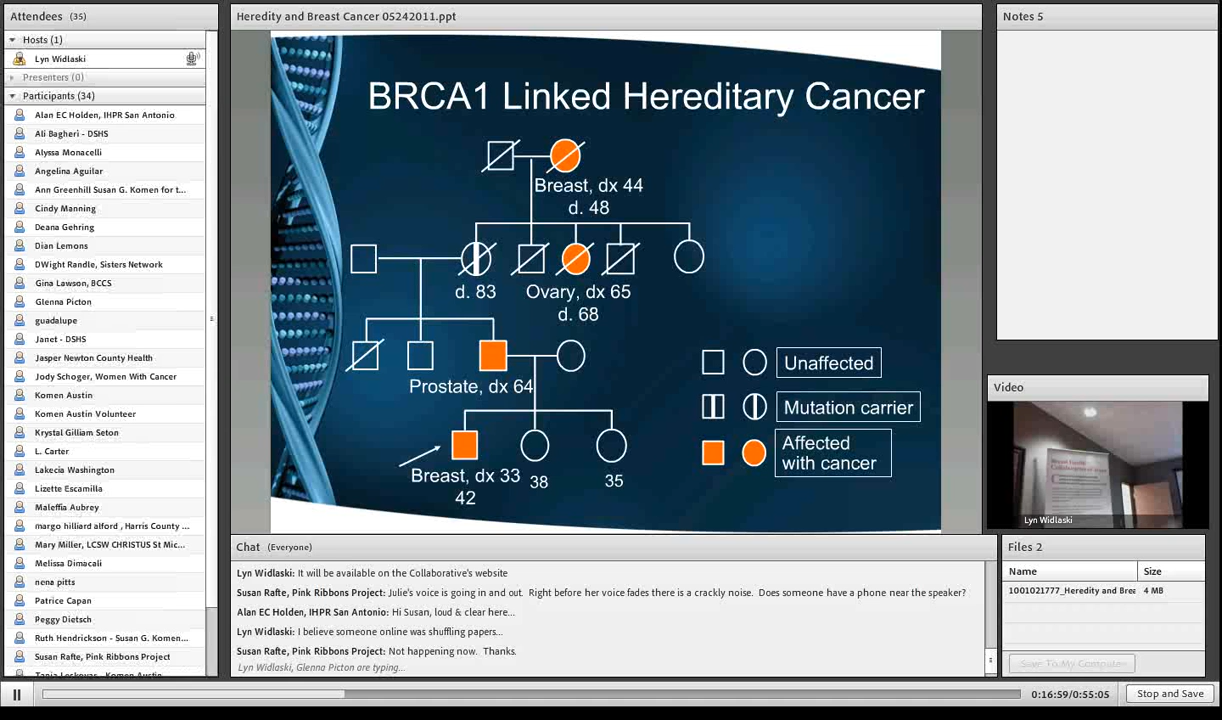 Attendees (35)
Hosts (1)
Lyn Widlaski
Presenters (0)
Participants (34)
Alan EC Holden, IHPR San Antonio
Ali Bagheri - DSHS
Alyssa Monacelli
Angelina Aguilar
Ann Greenhill Susan G. Komen for t...
Cindy Manning
Deana Gehring
Dian Lemons
DWight Randle, Sisters Network
Gina Lawson, BCCS
Glenna Picton
guadalupe
Janet - DSHS
Jasper Newton County Health
Jody Schoger, Women With Cancer
Komen Austin
Komen Austin Volunteer
Krystal Gilliam Seton
L. Carter
Lakecia Washington
Lizette Escamilla
Maleffia Aubrey
margo hilliard alford , Harris County ...
Mary Miller, LCSW CHRISTUS St Mic...
Melissa Dimacali
nena pitts
Patrice Capan
Peggy Dietsch
Ruth Hendrickson - Susan G. Komen...
Susan Rafte, Pink Ribbons Project
Heredity and Breast Cancer 05242011.ppt
BRCA1 Linked Hereditary Cancer
Breast, dx 44
d. 48
d. 83
Ovary, dx 65
d. 68
Prostate, dx 64
Breast, dx 33
42
38
35
Unaffected
Mutation carrier
Affected
with cancer
Chat (Everyone)
Lyn Widlaski: It will be available on the Collaborative's website
Susan Rafte, Pink Ribbons Project: Julie's voice is going in and out. Right before her voice fades there is a crackly noise. Does someone have a phone near the speaker?
Alan EC Holden, IHPR San Antonio: Hi Susan, loud & clear here...
Lyn Widlaski: I believe someone online was shuffling papers...
Susan Rafte, Pink Ribbons Project: Not happening now. Thanks.
Lyn Widlaski, Glenna Picton are typing...
Notes 5
Video
Lyn Widlaski
Files 2
Name Size
1001021777_Heredity and Brea 4 MB
Save To My Computer
0:16:59/0:55:05
Stop and Save